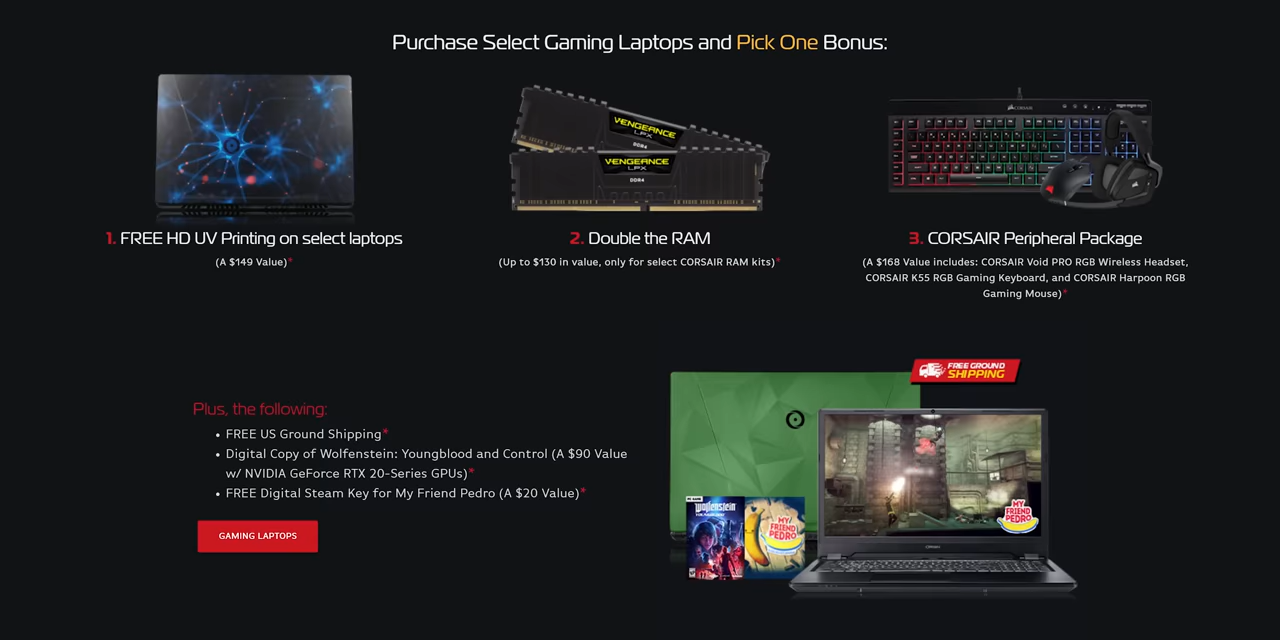 Purchase Select Gaming Laptops and Pick One Bonus:
VENGEANCE
LPX
DDR4
VENGEANCE
LPX
DDR4
CORSAIR
1. FREE HD UV Printing on select laptops
(A $149 Value)*
2. Double the RAM
(Up to $130 in value, only for select CORSAIR RAM kits)*
3. CORSAIR Peripheral Package
(A $168 Value includes: CORSAIR Void PRO RGB Wireless Headset,
CORSAIR K55 RGB Gaming Keyboard, and CORSAIR Harpoon RGB
Gaming Mouse)*
FREE GROUND
SHIPPING
Plus, the following:
• FREE US Ground Shipping*
• Digital Copy of Wolfenstein: Youngblood and Control (A $90 Value
w/ NVIDIA GeForce RTX 20-Series GPUs)*
• FREE Digital Steam Key for My Friend Pedro (A $20 Value)*
GAMING LAPTOPS
Wolfenstein
MY
FRIEND
PEDRO
MY
FRIEND
PEDRO